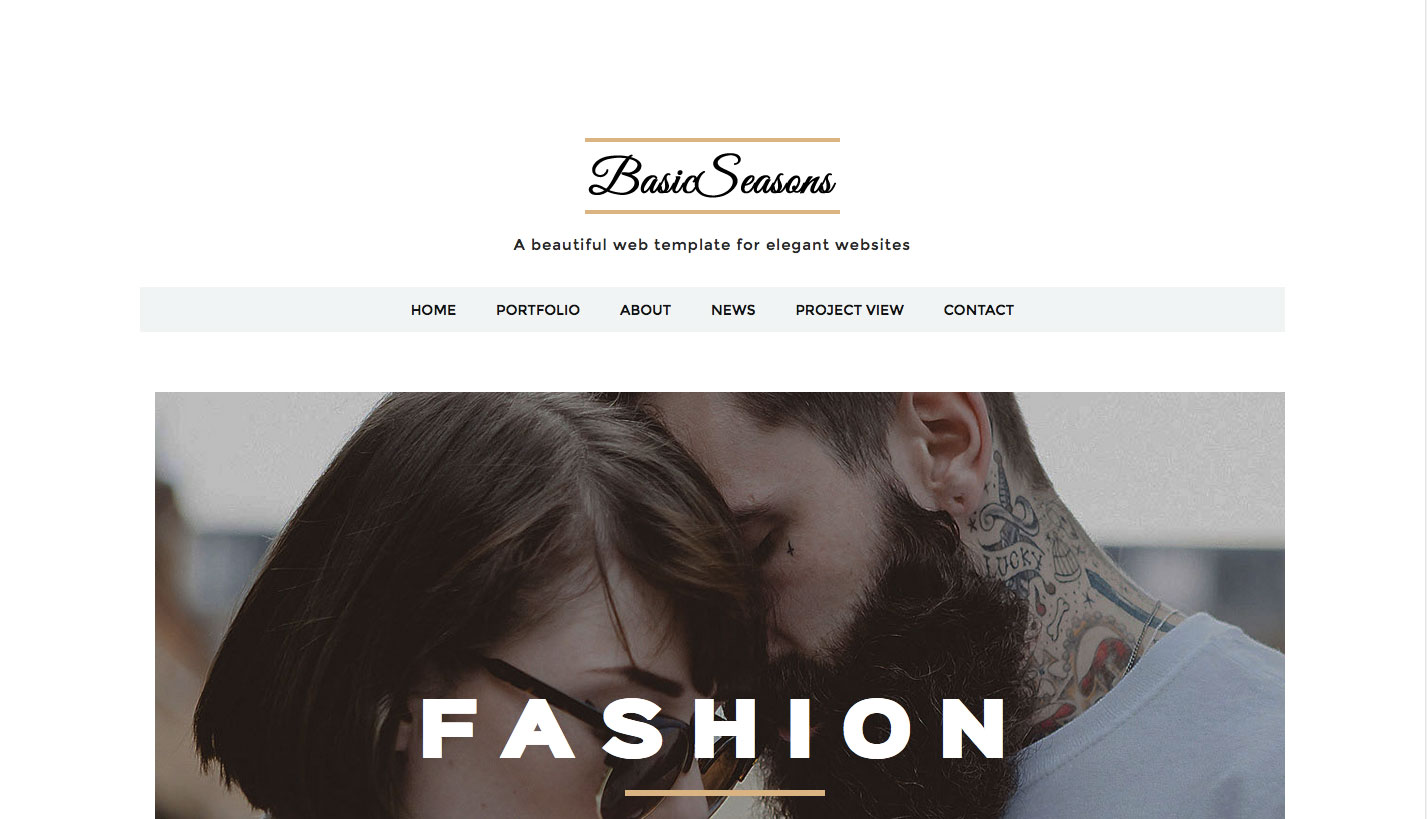 BasicSeasons
A beautiful web template for elegant websites
HOME PORTFOLIO ABOUT NEWS PROJECT VIEW CONTACT
LUCKY
FASHION